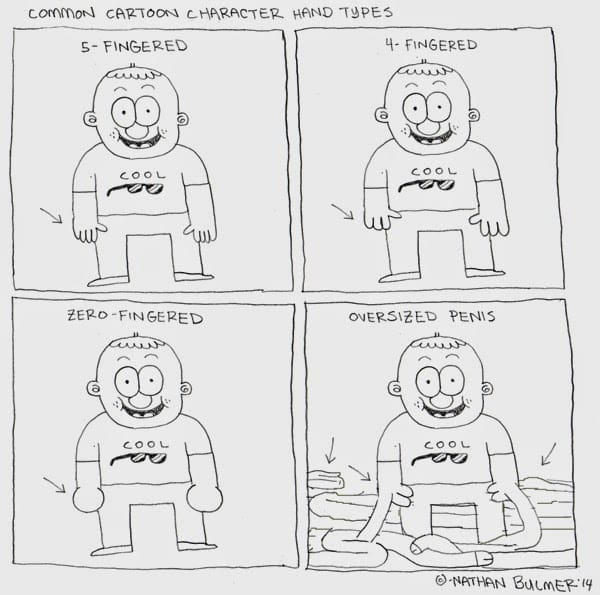 COMMON CARTOON CHARACTER HAND TYPES
5-FINGERED
COOL
4-FINGERED
COOL
ZERO-FINGERED
COOL
OVERSIZED PENIS
COOL
©-NATHAN BULMER '14